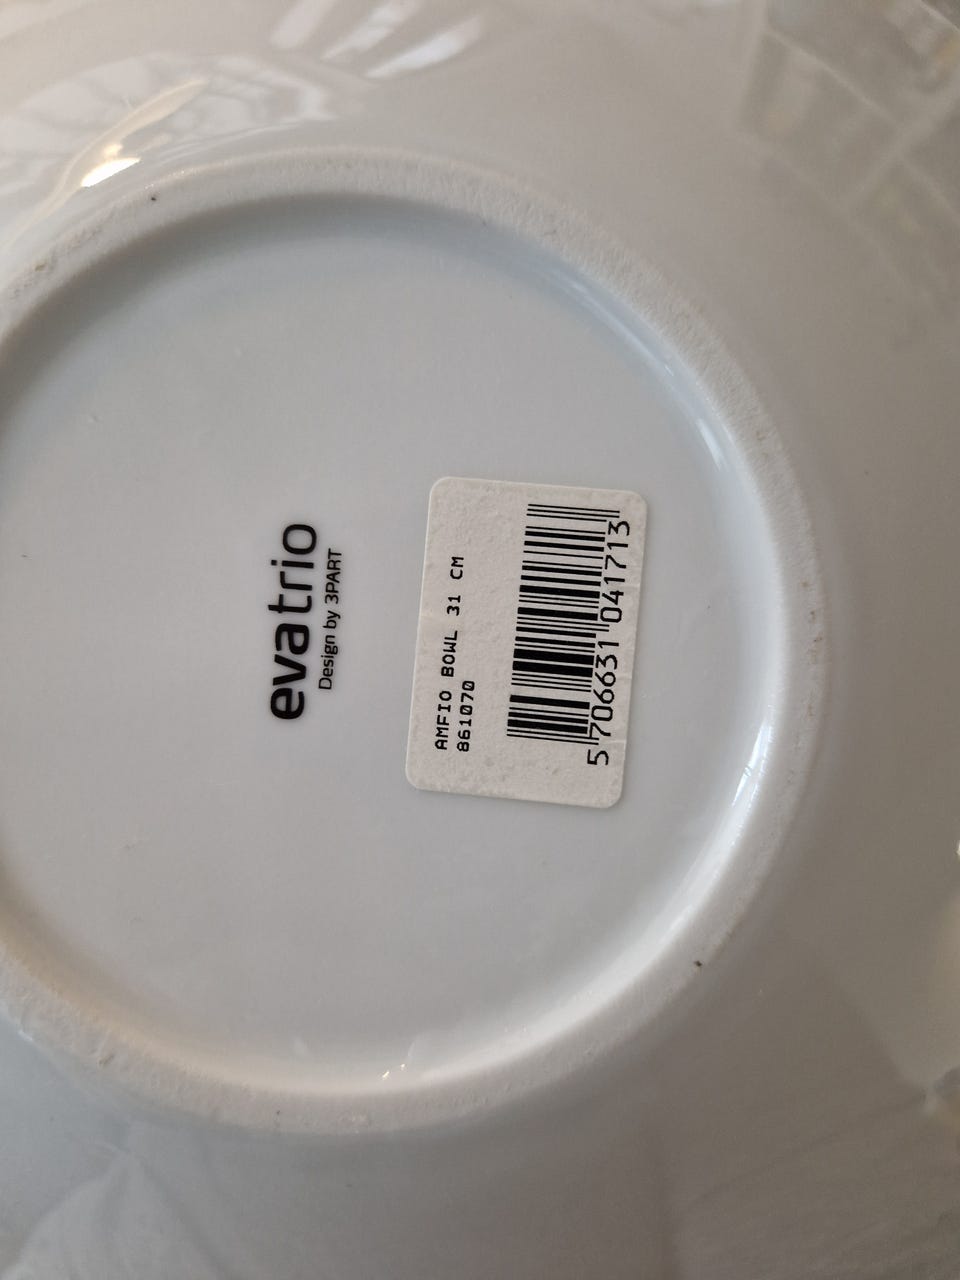 evatrio
Design by 3PART
AMFIO BOWL 31 CM
861070
5 706631 041713